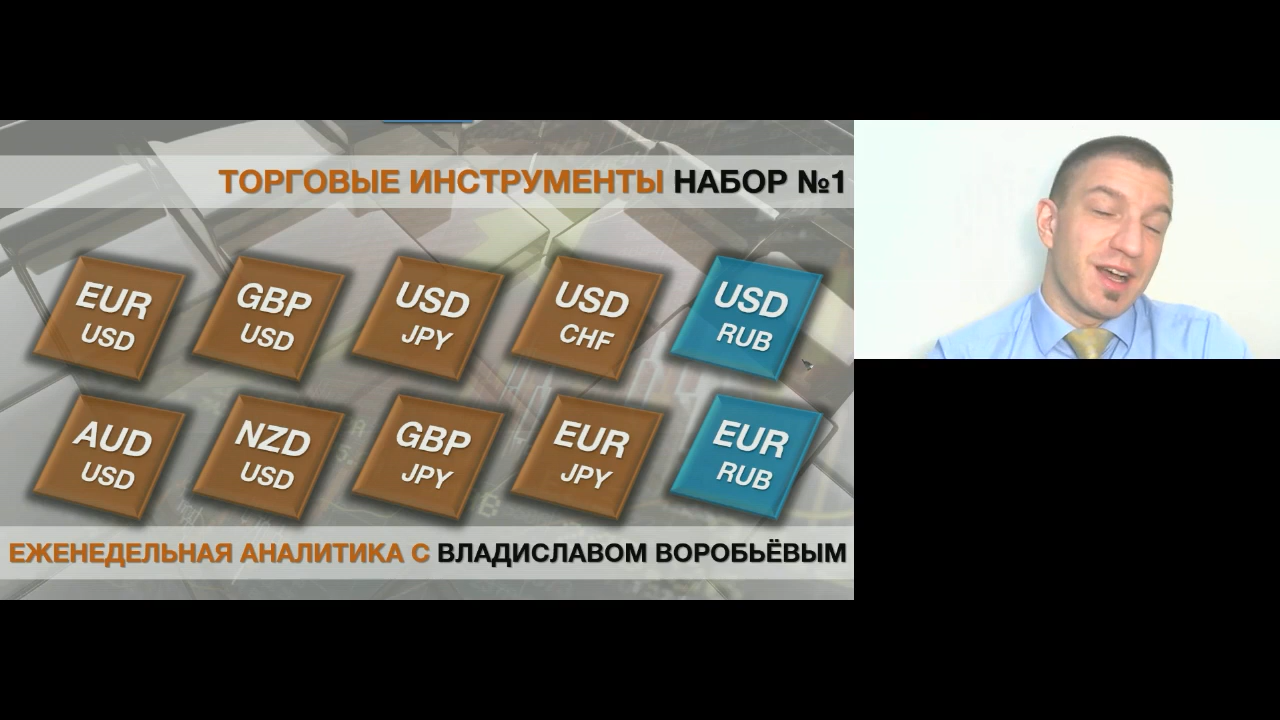 ТОРГОВЫЕ ИНСТРУМЕНТЫ НАБОР №1
EUR
USD
GBP
USD
USD
JPY
USD
CHF
USD
RUB
AUD
USD
NZD
USD
GBP
JPY
EUR
JPY
EUR
RUB
ЕЖЕНЕДЕЛЬНАЯ АНАЛИТИКА С ВЛАДИСЛАВОМ ВОРОБЬЁВЫМ